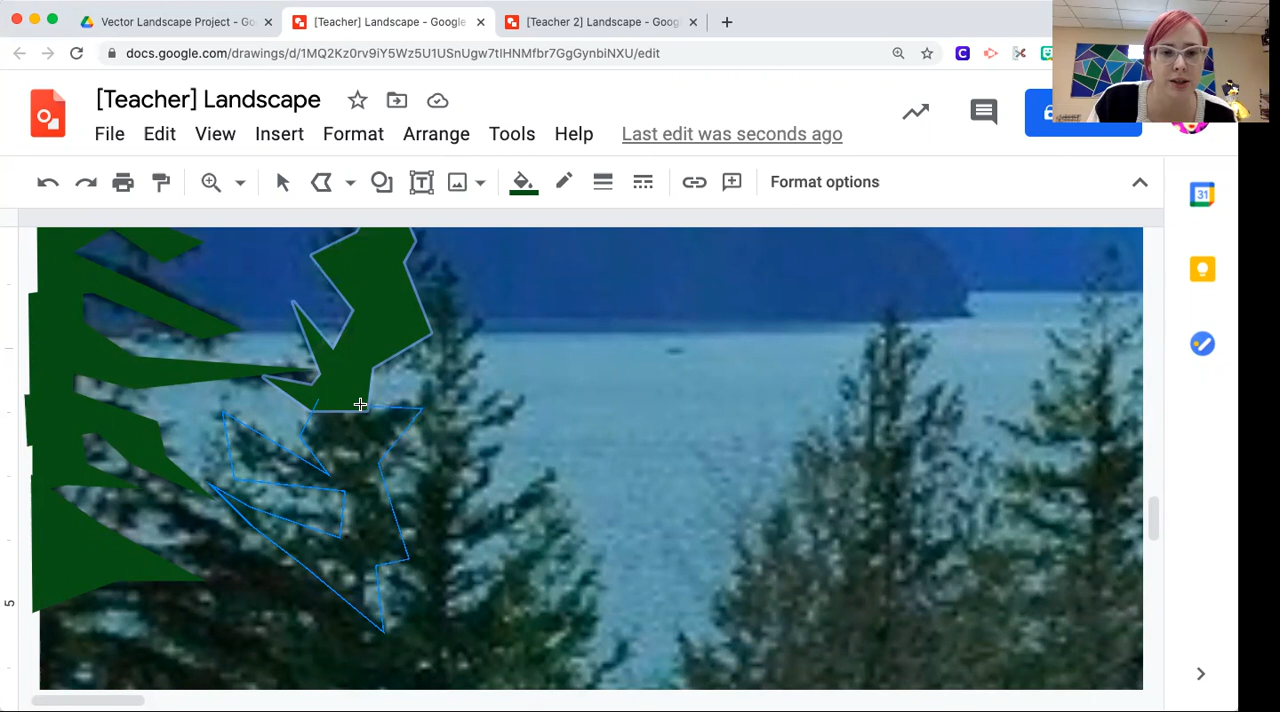 Vector Landscape Project - Go
[Teacher] Landscape - Google
[Teacher 2] Landscape - Goog
docs.google.com/drawings/d/1MQ2Kz0rv9iY5Wz5U1USnUgw7tIHNMfbr7GgGynbiNXU/edit
[Teacher] Landscape
File Edit View Insert Format Arrange Tools Help Last edit was seconds ago
Format options
31
5